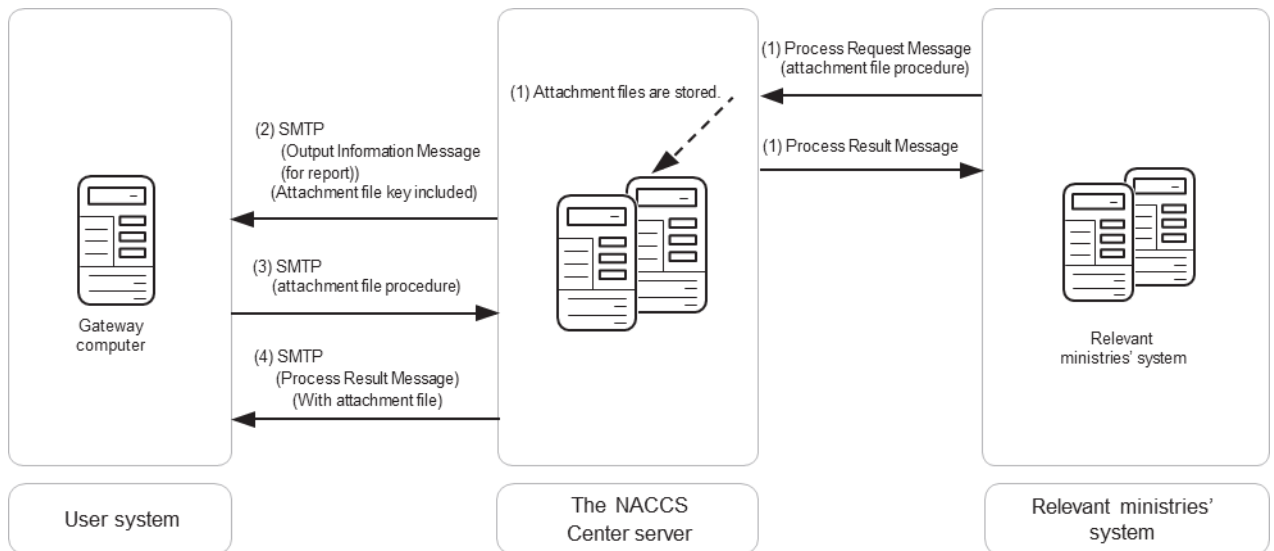 (1) Process Request Message
(attachment file procedure)
(1) Attachment files are stored.
(2) SMTP
(Output Information Message
(for report))
(Attachment file key included)
(1) Process Result Message
(3) SMTP
(attachment file procedure)
Gateway
computer
(4) SMTP
(Process Result Message)
(With attachment file)
Relevant
ministries’ system
User system
The NACCS
Center server
Relevant ministries’
system